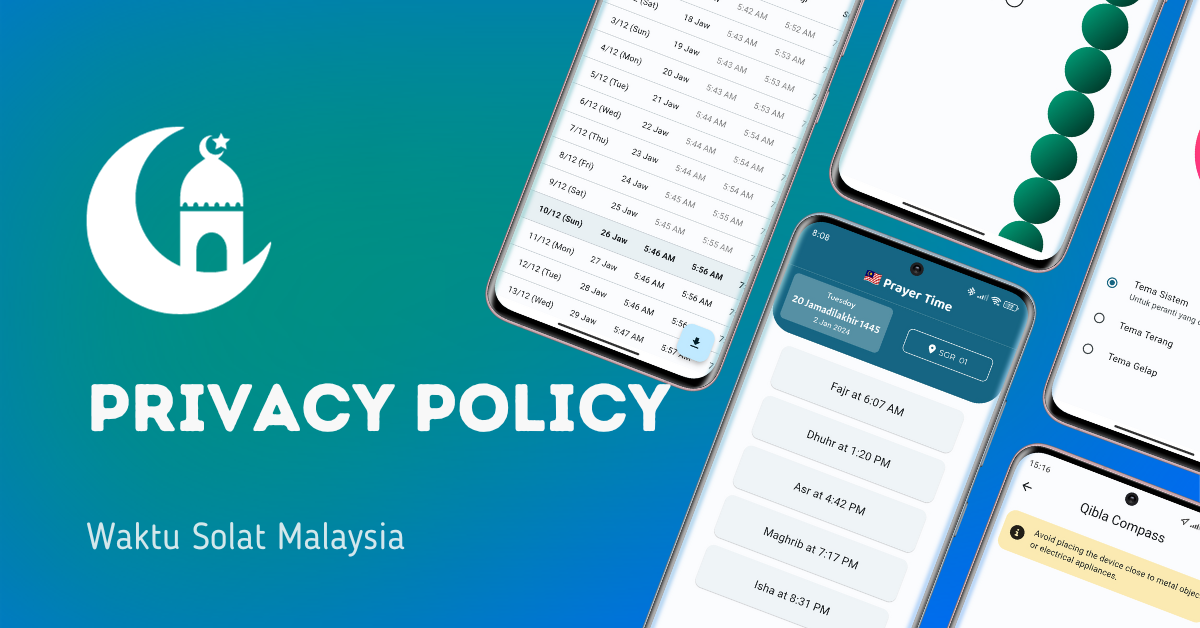 PRIVACY POLICY
Waktu Solat Malaysia
(Sat) 18 Jaw 5:42 AM 5:52 AM
3/12 (Sun) 19 Jaw 5:43 AM 5:53 AM
4/12 (Mon) 20 Jaw 5:43 AM 5:53 AM
5/12 (Tue) 21 Jaw 5:43 AM 5:53 AM
6/12 (Wed) 22 Jaw 5:44 AM 5:54 AM
7/12 (Thu) 23 Jaw 5:44 AM 5:54 AM
8/12 (Fri) 24 Jaw 5:44 AM 5:54 AM
9/12 (Sat) 25 Jaw 5:45 AM 5:55 AM
10/12 (Sun) 26 Jaw 5:46 AM 5:56 AM
11/12 (Mon) 27 Jaw 5:46 AM 5:56 AM
12/12 (Tue) 28 Jaw 5:46 AM
13/12 (Wed) 29 Jaw 5:47 AM 5:57
8:08
Prayer Time
Tuesday
20 Jamadilakhir 1445
2 Jan 2024
SGR 01
Fajr at 6:07 AM
Dhuhr at 1:20 PM
Asr at 4:42 PM
Maghrib at 7:17 PM
Isha at 8:31 PM
Tema Sistem
Untuk peranti yang
Tema Terang
Tema Gelap
15:16
Qibla Compass
Avoid placing the device close to metal objec
or electrical appliances.